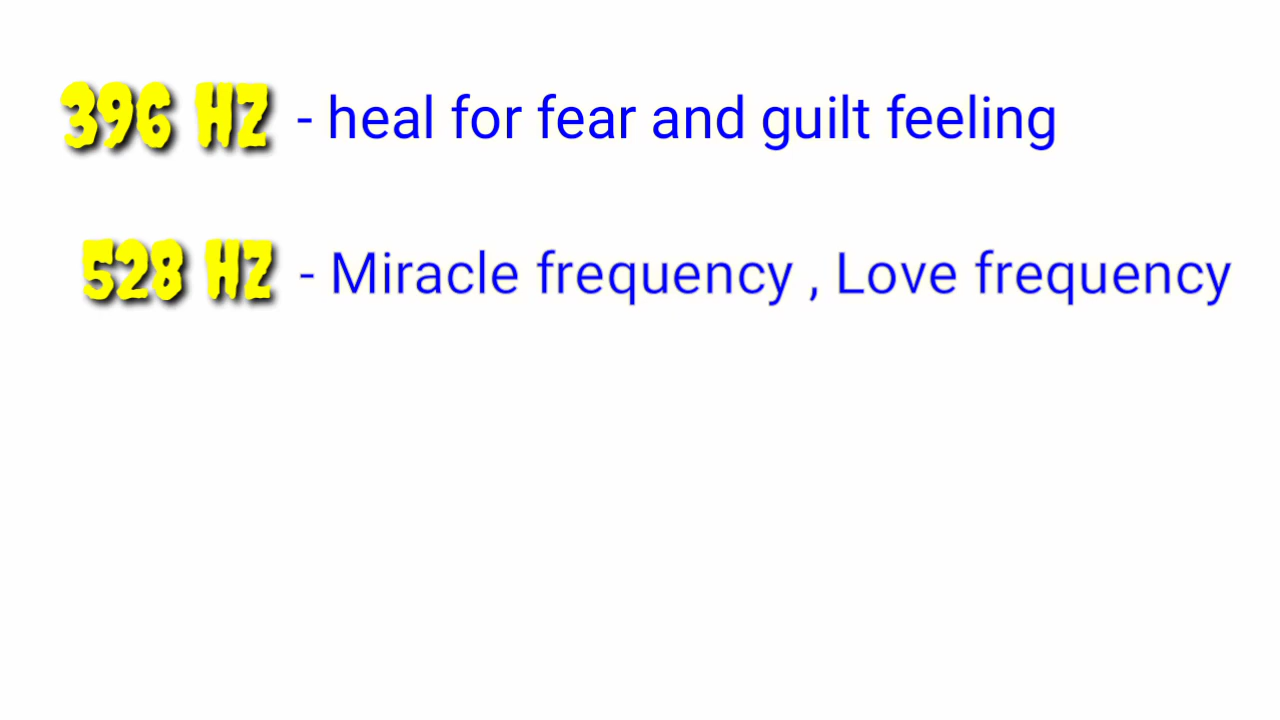 396 HZ - heal for fear and guilt feeling
528 HZ - Miracle frequency , Love frequency